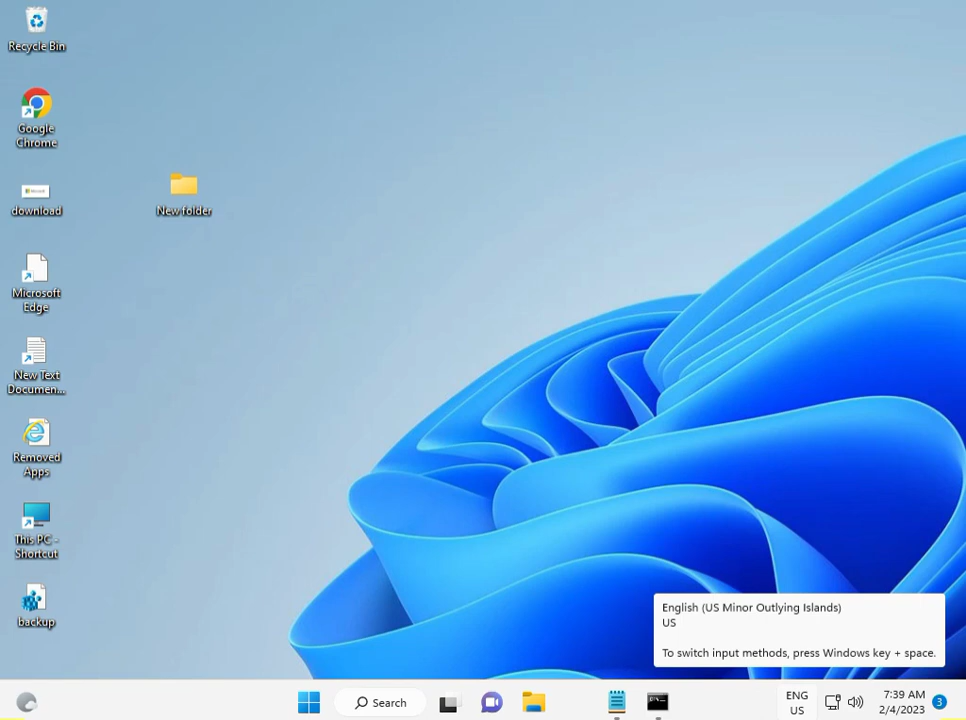 Recycle Bin
Google
Chrome
download
New folder
Microsoft
Edge
New Text
Documen...
Removed
Apps
This PC -
Shortcut
backup
English (US Minor Outlying Islands)
US
To switch input methods, press Windows key + space.
Search
ENG
US
7:39 AM
2/4/2023
3